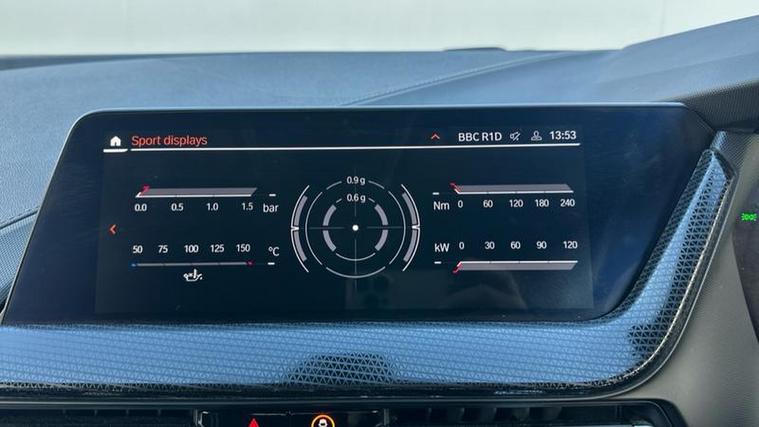 Sport displays BBC R1D 13:53
0.9 g
0.6 g
0.0 0.5 1.0 1.5 bar
Nm 0 60 120 180 240
50 75 100 125 150 °C
kW 0 30 60 90 120